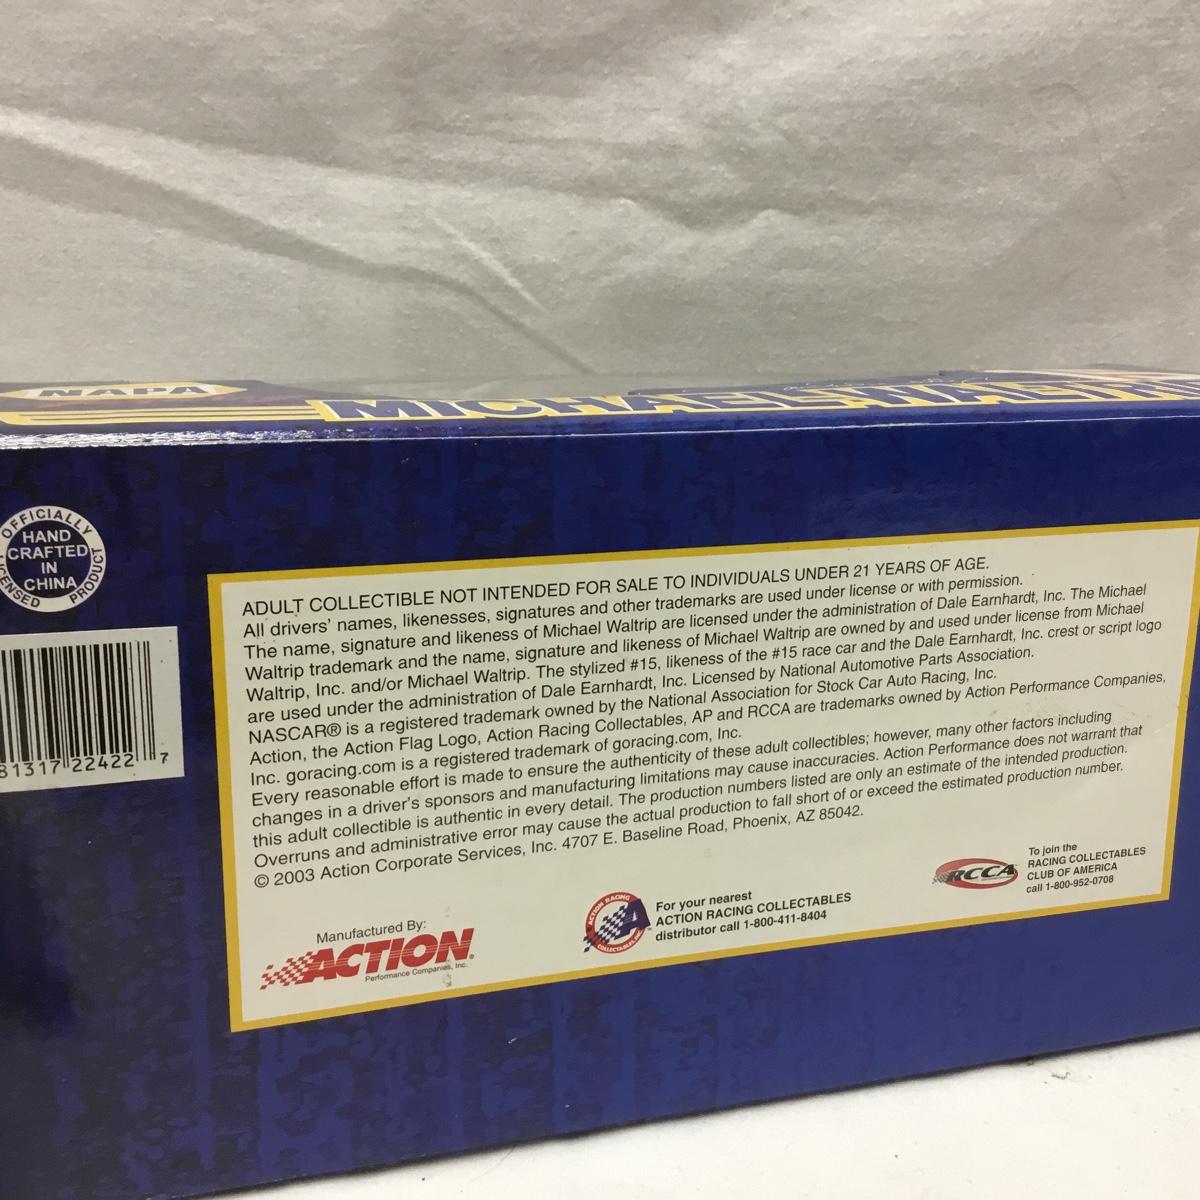 NAPA
MICHAEL WALTRI
OFFICIALLY
LICENSED PRODUCT
HAND
CRAFTED
IN
CHINA
81317 22422 7
ADULT COLLECTIBLE NOT INTENDED FOR SALE TO INDIVIDUALS UNDER 21 YEARS OF AGE.
All drivers' names, likenesses, signatures and other trademarks are used under license or with permission.
The name, signature and likeness of Michael Waltrip are licensed under the administration of Dale Earnhardt, Inc. The Michael
Waltrip trademark and the name, signature and likeness of Michael Waltrip are owned by and used under license from Michael
Waltrip, Inc. and/or Michael Waltrip. The stylized #15, likeness of the #15 race car and the Dale Earnhardt, Inc. crest or script logo
are used under the administration of Dale Earnhardt, Inc. Licensed by National Automotive Parts Association.
NASCAR® is a registered trademark owned by the National Association for Stock Car Auto Racing, Inc.
Action, the Action Flag Logo, Action Racing Collectables, AP and RCCA are trademarks owned by Action Performance Companies,
Inc. goracing.com is a registered trademark of goracing.com, Inc.
Every reasonable effort is made to ensure the authenticity of these adult collectibles; however, many other factors including
changes in a driver's sponsors and manufacturing limitations may cause inaccuracies. Action Performance does not warrant that
this adult collectible is authentic in every detail. The production numbers listed are only an estimate of the intended production.
Overruns and administrative error may cause the actual production to fall short of or exceed the estimated production number.
© 2003 Action Corporate Services, Inc. 4707 E. Baseline Road, Phoenix, AZ 85042.
Manufactured By:
ACTION
Performance Companies, Inc.
ACTION RACING
COLLECTABLES, INC.
A
For your nearest
ACTION RACING COLLECTABLES
distributor call 1-800-411-8404
RCCA
To join the
RACING COLLECTABLES
CLUB OF AMERICA
call 1-800-952-0708